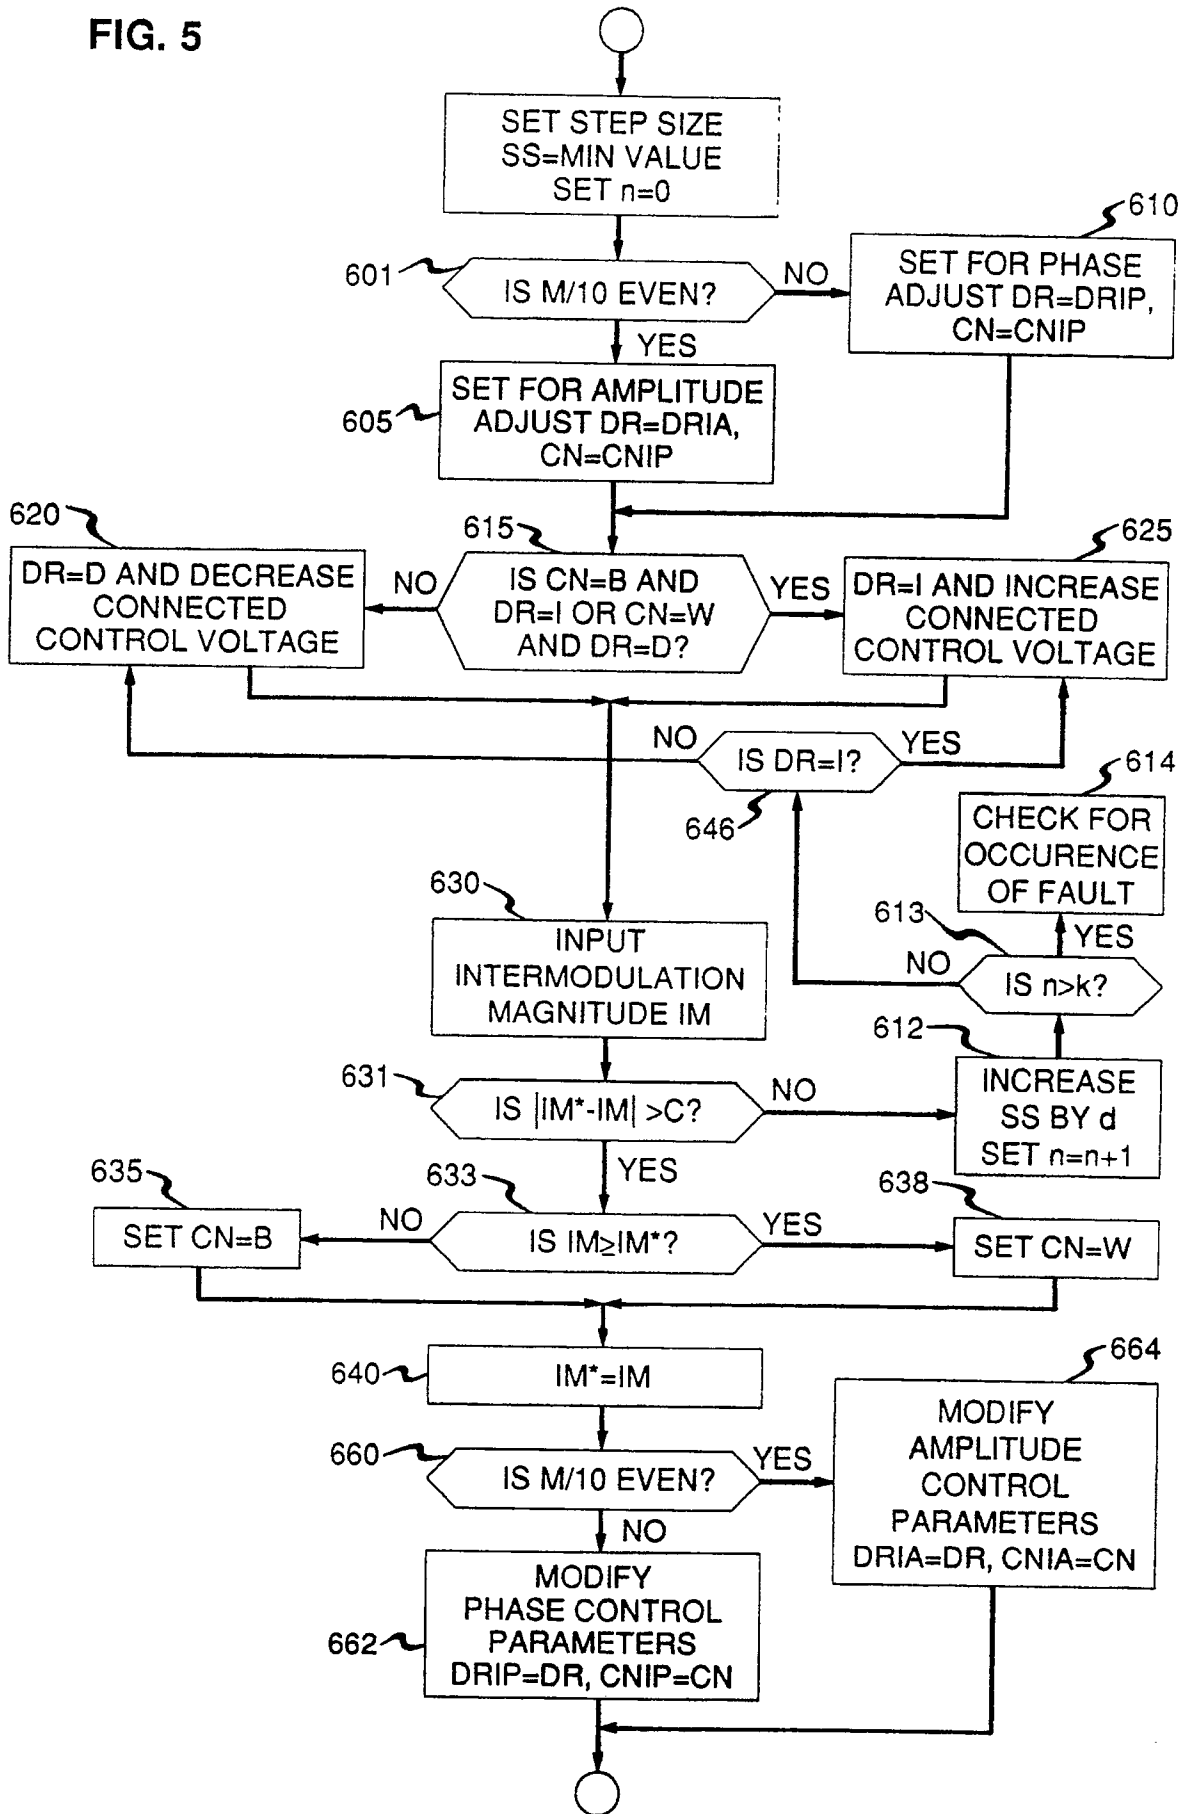 FIG. 5
SET STEP SIZE
SS=MIN VALUE
SET n=0
610
601
IS M/10 EVEN?
NO
SET FOR PHASE
ADJUST DR=DRIP,
CN=CNIP
YES
605
SET FOR AMPLITUDE
ADJUST DR=DRIA,
CN=CNIP
620
615
625
DR=D AND DECREASE
CONNECTED
CONTROL VOLTAGE
NO
IS CN=B AND
DR=I OR CN=W
AND DR=D?
YES
DR=I AND INCREASE
CONNECTED
CONTROL VOLTAGE
NO
IS DR=I?
YES
646
614
CHECK FOR
OCCURENCE
OF FAULT
630
INPUT
INTERMODULATION
MAGNITUDE IM
613
YES
NO
IS n>k?
612
631
IS |IM*-IM| >C?
NO
INCREASE
SS BY d
SET n=n+1
YES
635
633
638
SET CN=B
NO
IS IM≥IM*?
YES
SET CN=W
640
IM*=IM
664
660
IS M/10 EVEN?
YES
MODIFY
AMPLITUDE
CONTROL
PARAMETERS
DRIA=DR, CNIA=CN
NO
662
MODIFY
PHASE CONTROL
PARAMETERS
DRIP=DR, CNIP=CN